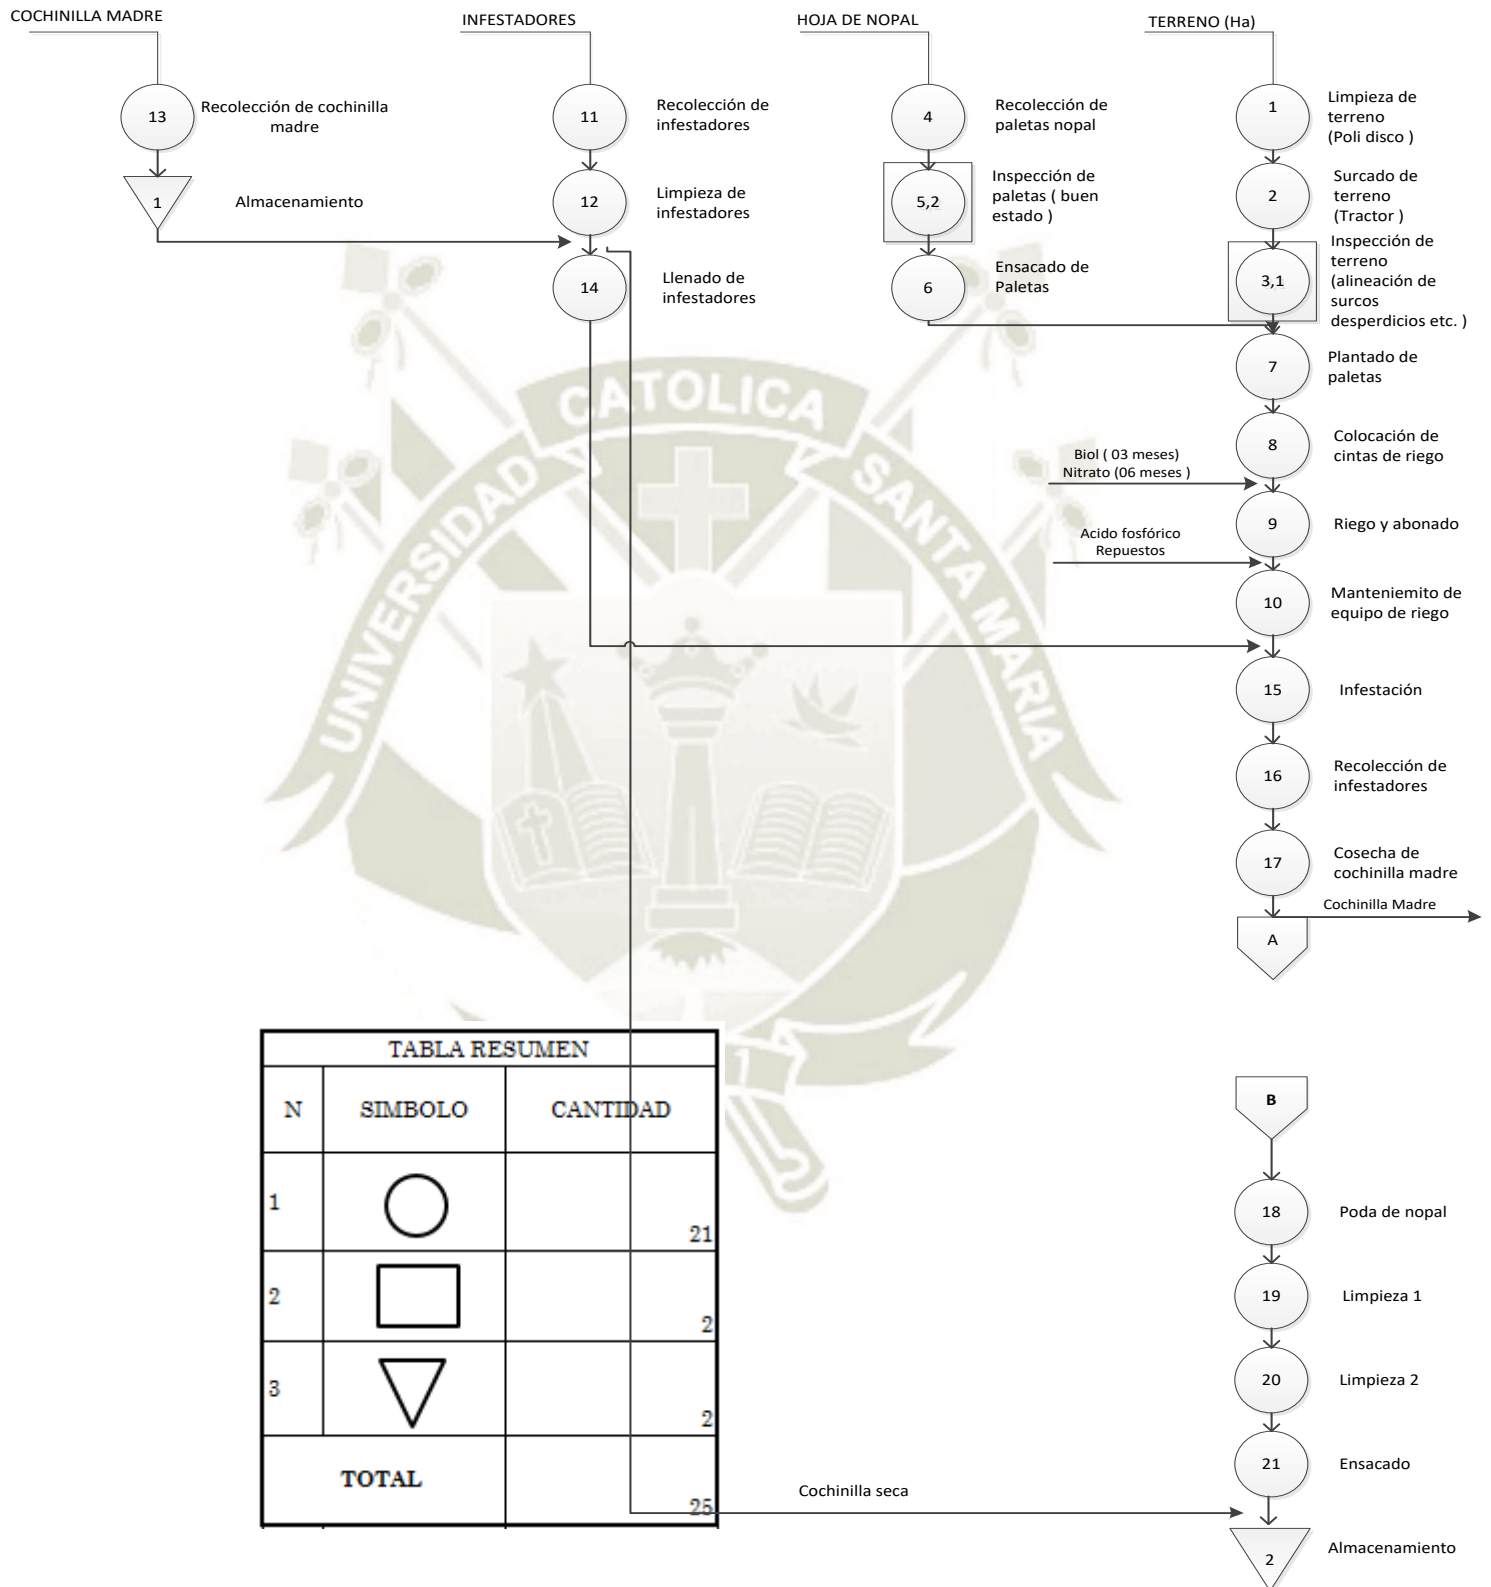 COCHINILLA MADRE
INFESTADORES
HOJA DE NOPAL
TERRENO (Ha)
13
Recolección de cochinilla
madre
1
Almacenamiento
11
Recolección de
infestadores
12
Limpieza de
infestadores
14
Llenado de
infestadores
4
Recolección de
paletas nopal
5,2
Inspección de
paletas ( buen
estado )
6
Ensacado de
Paletas
1
Limpieza de
terreno
(Poli disco )
2
Surcado de
terreno
(Tractor )
3,1
Inspección de
terreno
(alineación de
surcos
desperdicios etc. )
7
Plantado de
paletas
8
Colocación de
cintas de riego
Biol ( 03 meses)
Nitrato (06 meses )
9
Riego y abonado
Acido fosfórico
Repuestos
10
Manteniemito de
equipo de riego
15
Infestación
16
Recolección de
infestadores
17
Cosecha de
cochinilla madre
Cochinilla Madre
A
UNIVERSIDAD CATOLICA SANTA MARIA
1
TABLA RESUMEN
N SIMBOLO CANTIDAD
1 21
2 2
3 2
TOTAL 25
B
18
Poda de nopal
19
Limpieza 1
20
Limpieza 2
21
Ensacado
Cochinilla seca
2
Almacenamiento